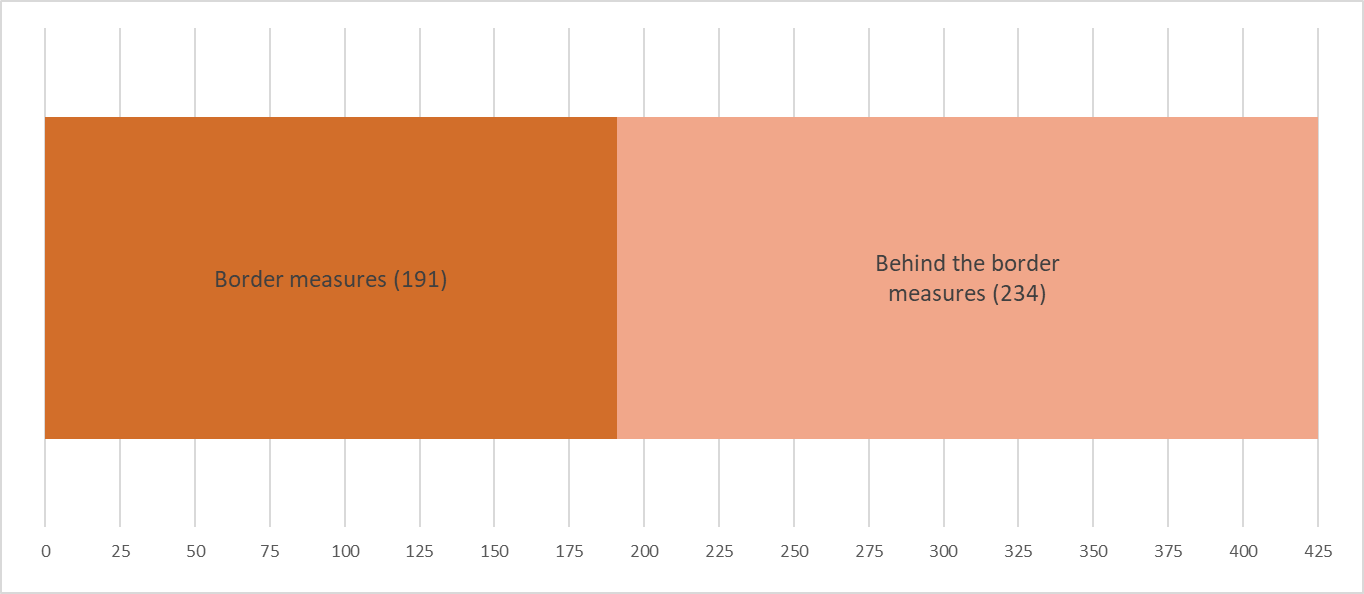 Border measures (191)
Behind the border
measures (234)
0 25 50 75 100 125 150 175 200 225 250 275 300 325 350 375 400 425